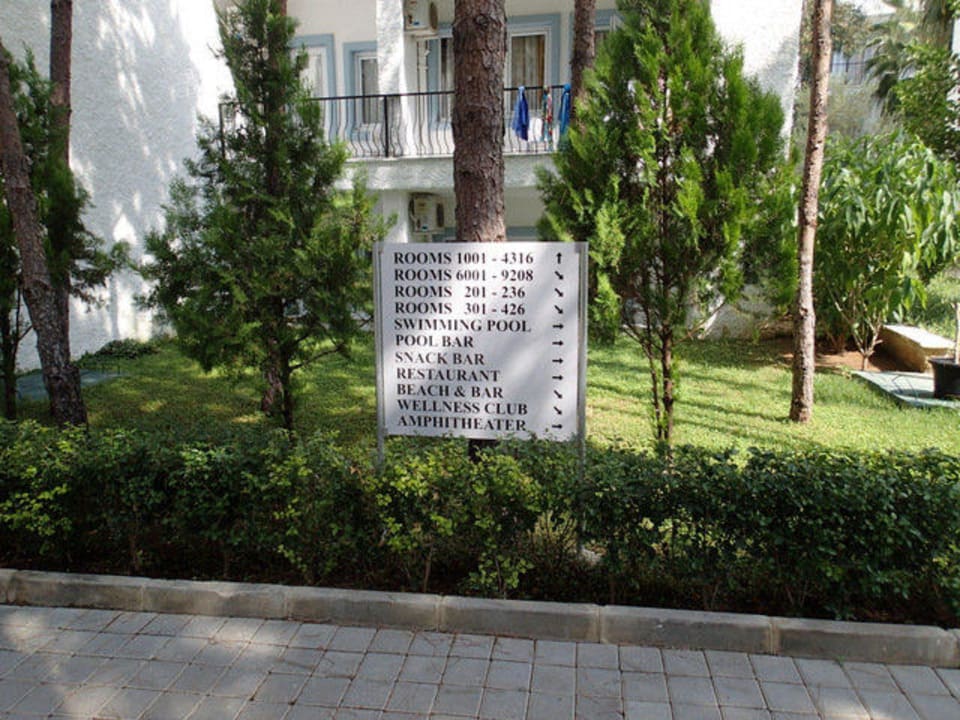 ROOMS 1001 - 4316 ↑
ROOMS 6001 - 9208 ↘
ROOMS 201 - 236 ↘
ROOMS 301 - 426 ↘
SWIMMING POOL →
POOL BAR →
SNACK BAR →
RESTAURANT →
BEACH & BAR ↘
WELLNESS CLUB ↘
AMPHITHEATER →